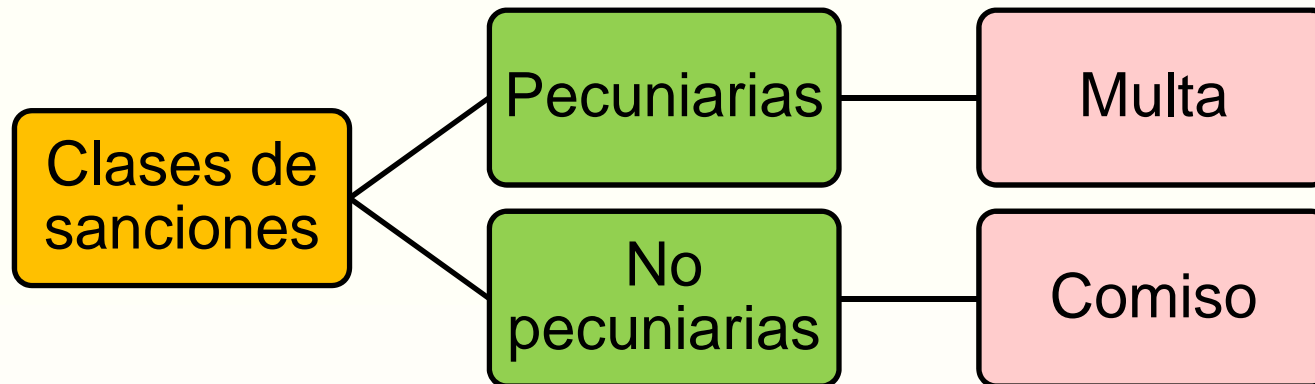 Clases de
sanciones
Pecuniarias
Multa
No
pecuniarias
Comiso